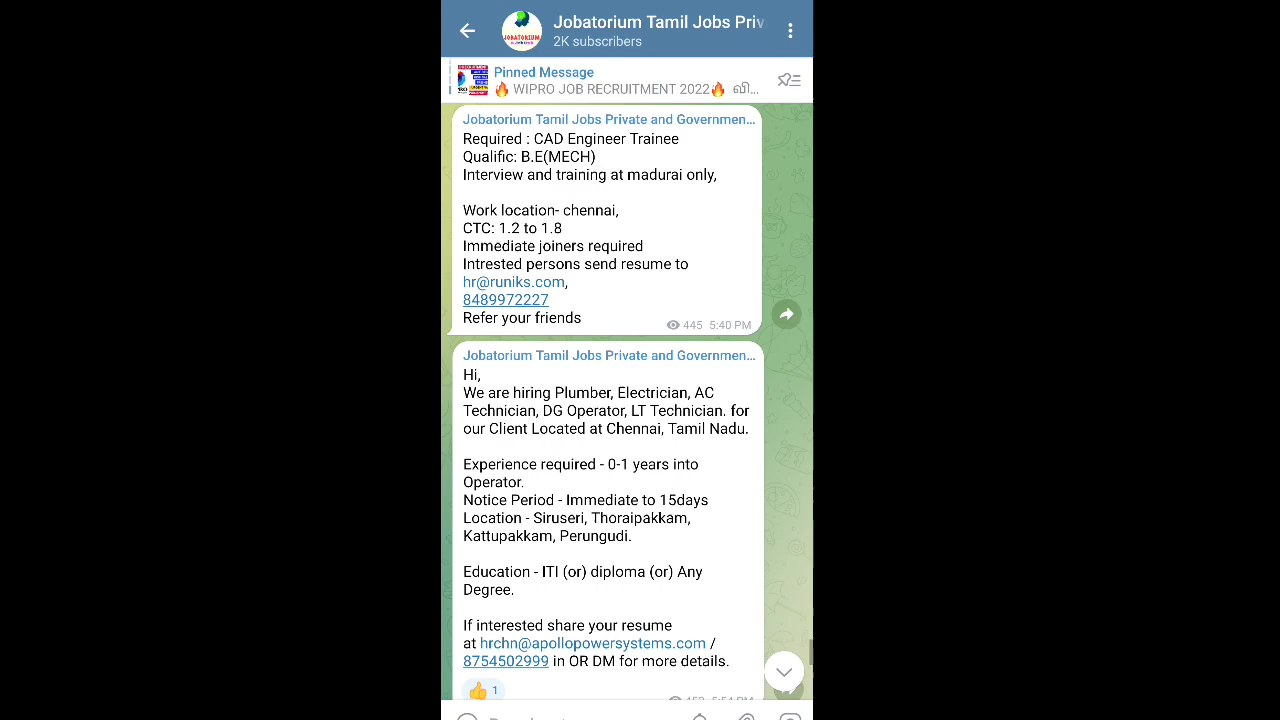 Jobatorium Tamil Jobs Priv
2K subscribers
Pinned Message
🔥 WIPRO JOB RECRUITMENT 2022🔥 வி...
Jobatorium Tamil Jobs Private and Governmen...
Required : CAD Engineer Trainee
Qualific: B.E(MECH)
Interview and training at madurai only,
Work location- chennai,
CTC: 1.2 to 1.8
Immediate joiners required
Intrested persons send resume to
hr@runiks.com,
8489972227
Refer your friends
445 5:40 PM
Jobatorium Tamil Jobs Private and Governmen...
Hi,
We are hiring Plumber, Electrician, AC
Technician, DG Operator, LT Technician. for
our Client Located at Chennai, Tamil Nadu.
Experience required - 0-1 years into
Operator.
Notice Period - Immediate to 15days
Location - Siruseri, Thoraipakkam,
Kattupakkam, Perungudi.
Education - ITI (or) diploma (or) Any
Degree.
If interested share your resume
at hrchn@apollopowersystems.com /
8754502999 in OR DM for more details.
👍 1